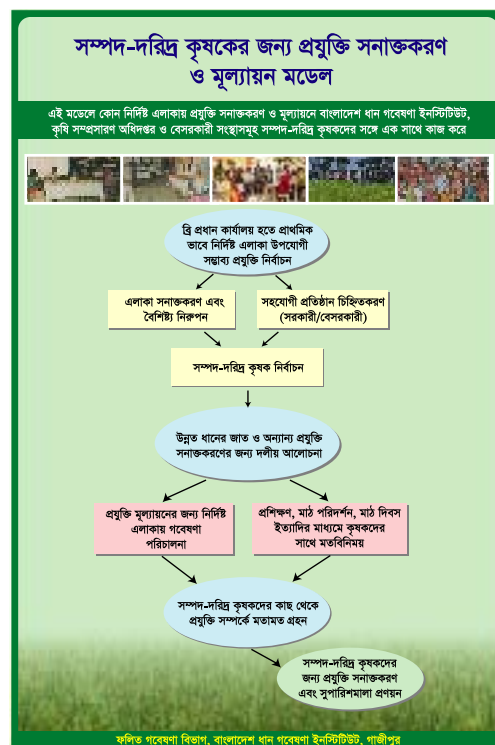 সম্পদ-দরিদ্র কৃষকের জন্য প্রযুক্তি সনাক্তকরণ
ও মূল্যায়ন মডেল
এই মডেলে কোন নির্দিষ্ট এলাকায় প্রযুক্তি সনাক্তকরণ ও মূল্যায়নে বাংলাদেশ ধান গবেষণা ইনস্টিটিউট,
কৃষি সম্প্রসারণ অধিদপ্তর ও বেসরকারী সংস্থাসমূহ সম্পদ-দরিদ্র কৃষকদের সঙ্গে এক সাথে কাজ করে
ব্রি প্রধান কার্যালয় হতে প্রাথমিক
ভাবে নির্দিষ্ট এলাকা উপযোগী
সম্ভাব্য প্রযুক্তি নির্বাচন
এলাকা সনাক্তকরণ এবং
বৈশিষ্ট্য নিরুপন
সহযোগী প্রতিষ্ঠান চিহ্নিতকরণ
(সরকারী/বেসরকারী)
সম্পদ-দরিদ্র কৃষক নির্বাচন
উন্নত ধানের জাত ও অন্যান্য প্রযুক্তি
সনাক্তকরণের জন্য দলীয় আলোচনা
প্রযুক্তি মূল্যায়নের জন্য নির্দিষ্ট
এলাকায় গবেষণা
পরিচালনা
প্রশিক্ষণ, মাঠ পরিদর্শন, মাঠ দিবস
ইত্যাদির মাধ্যমে কৃষকদের
সাথে মতবিনিময়
সম্পদ-দরিদ্র কৃষকদের কাছ থেকে
প্রযুক্তি সম্পর্কে মতামত গ্রহন
সম্পদ-দরিদ্র কৃষকদের
জন্য প্রযুক্তি সনাক্তকরণ
এবং সুপারিশমালা প্রণয়ন
ফলিত গবেষণা বিভাগ, বাংলাদেশ ধান গবেষণা ইনস্টিটিউট, গাজীপুর